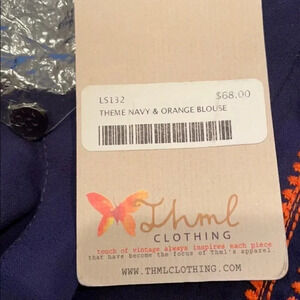 LS132 $68.00
THEME NAVY & ORANGE BLOUSE
Thml
CLOTHING
touch of vintage always inspires each piece
that have become the focus of Thml's apparel
WWW.THMLCLOTHING.COM